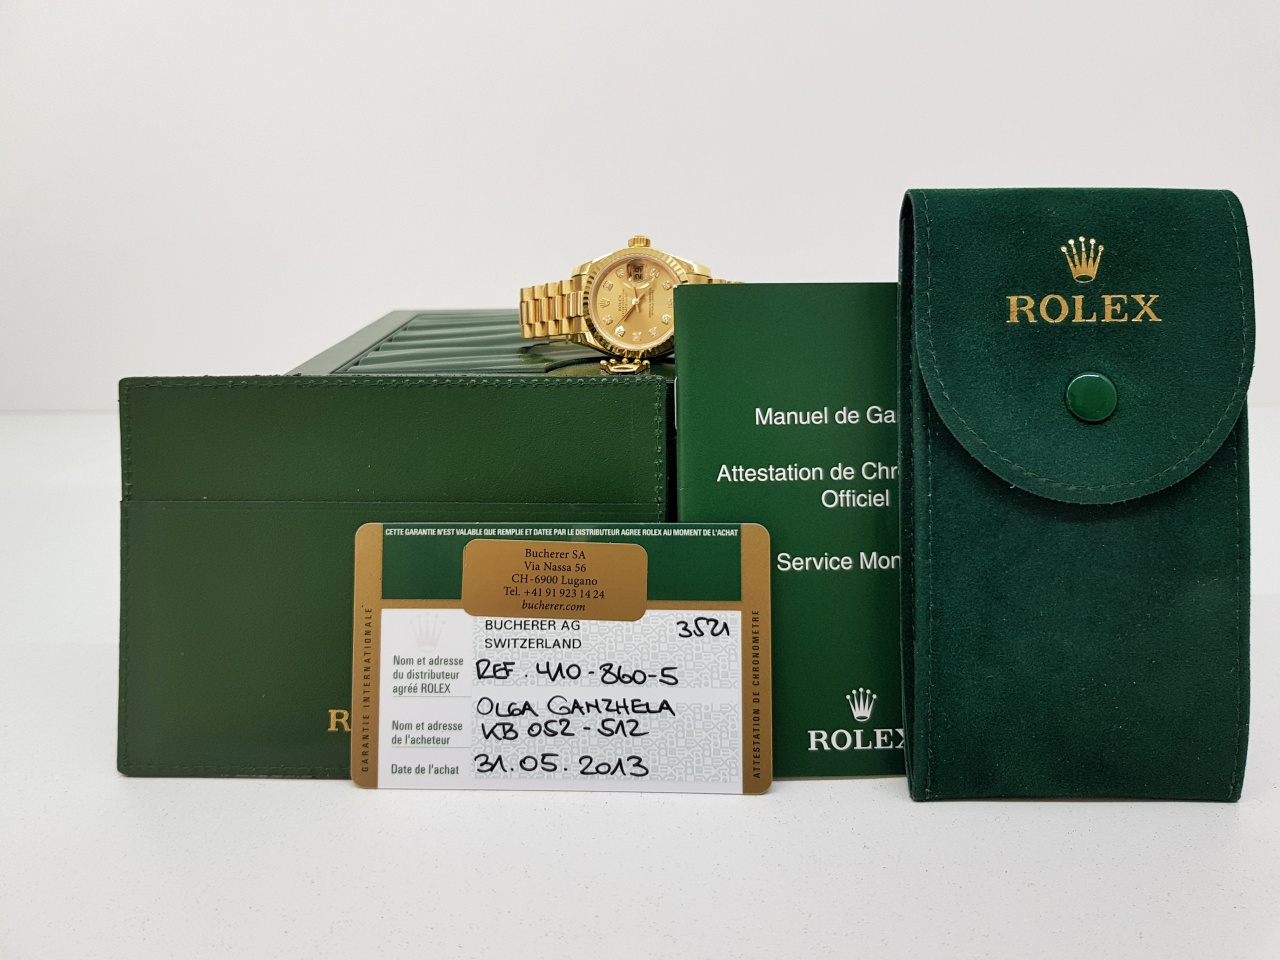 ROLEX
Manuel de Ga
Attestation de Chr
Officiel
Service Mon
ROLEX
R
CETTE GARANTIE N'EST VALABLE QUE REMPLIE ET DATEE PAR LE DISTRIBUTEUR AGREE ROLEX AU MOMENT DE L'ACHAT
Bucherer SA
Via Nassa 56
CH-6900 Lugano
Tel. +41 91 923 14 24
bucherer.com
BUCHERER AG
SWITZERLAND
3521
Nom et adresse
du distributeur
agréé ROLEX
REF. 410-860-5
Nom et adresse
de l'acheteur
OLGA GANZHELA
KB 052-512
Date de l'achat
31.05.2013
GARANTIE INTERNATIONALE
ATTESTATION DE CHRONOMETRE